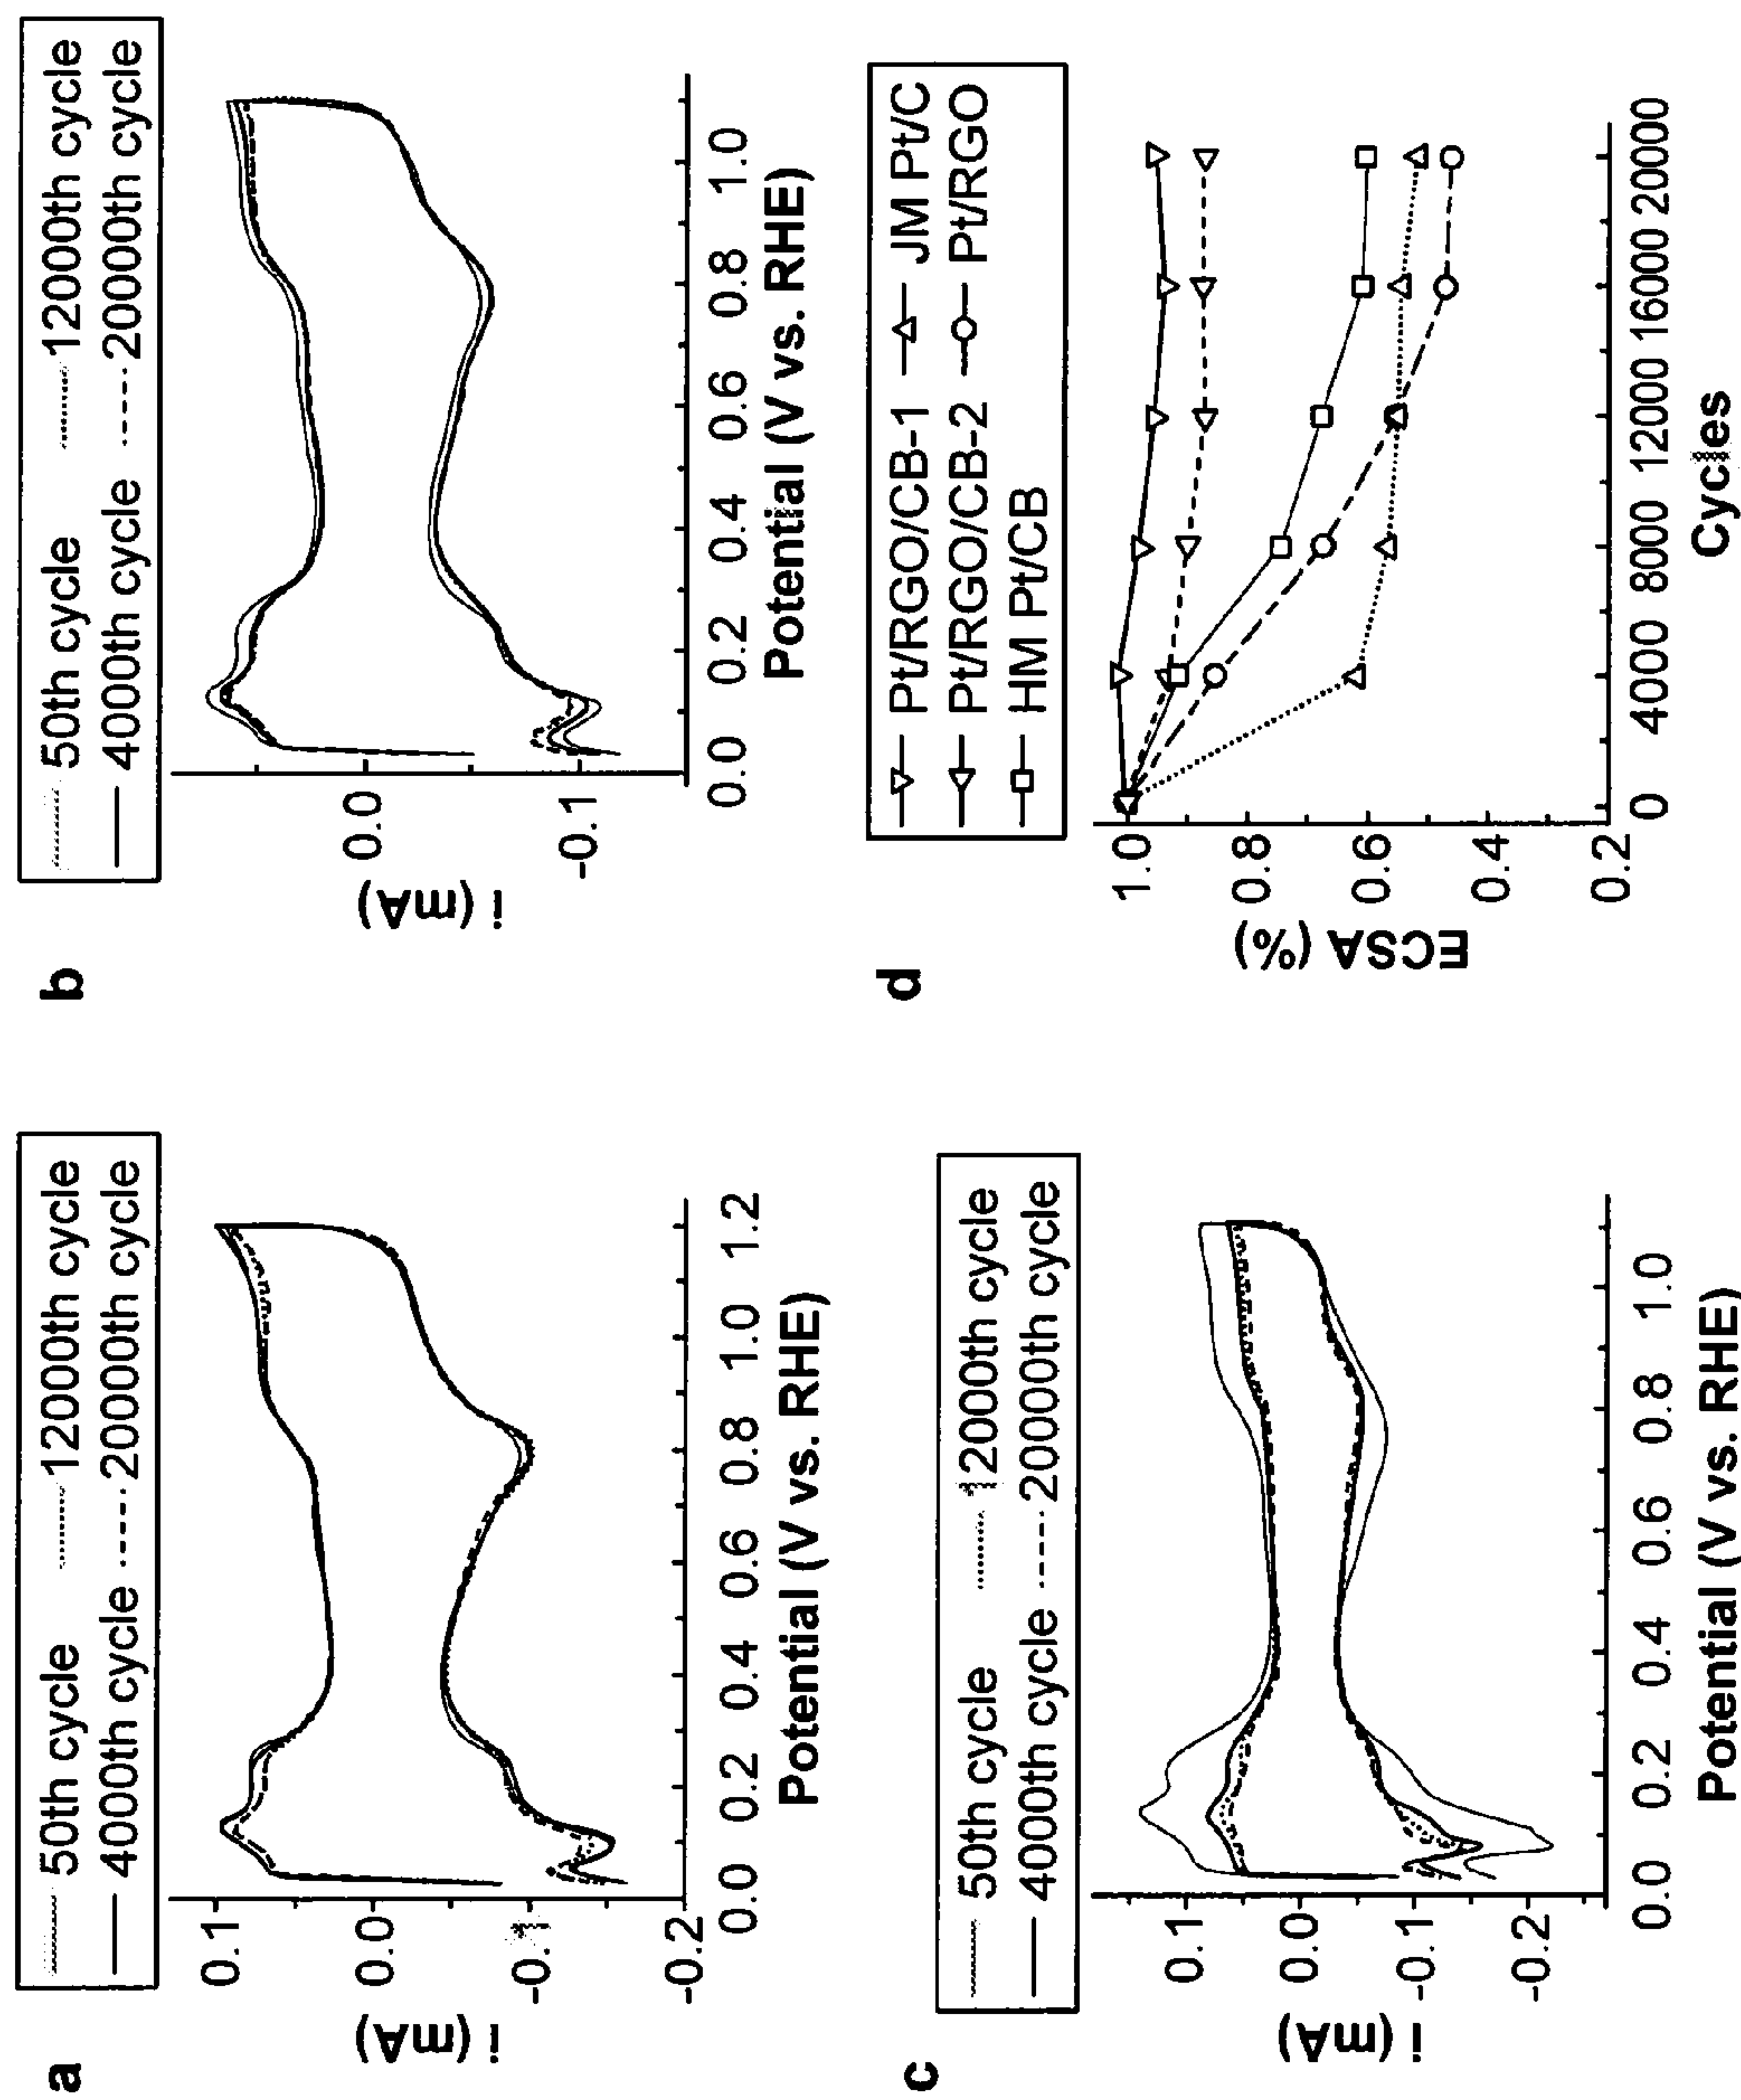 a
50th cycle 12000th cycle
4000th cycle 20000th cycle
i (mA)
0.1
0.0
-0.1
-0.2
0.0 0.2 0.4 0.6 0.8 1.0 1.2
Potential (V vs. RHE)
b
50th cycle 12000th cycle
4000th cycle 20000th cycle
i (mA)
0.0
-0.1
0.0 0.2 0.4 0.6 0.8 1.0
Potential (V vs. RHE)
c
50th cycle 12000th cycle
4000th cycle 20000th cycle
i (mA)
0.1
0.0
-0.1
-0.2
0.0 0.2 0.4 0.6 0.8 1.0
Potential (V vs. RHE)
d
Pt/RGO/CB-1 JM Pt/C
Pt/RGO/CB-2 Pt/RGO
HM Pt/CB
ECSA (%)
1.0
0.8
0.6
0.4
0.2
0 4000 8000 12000 16000 20000
Cycles